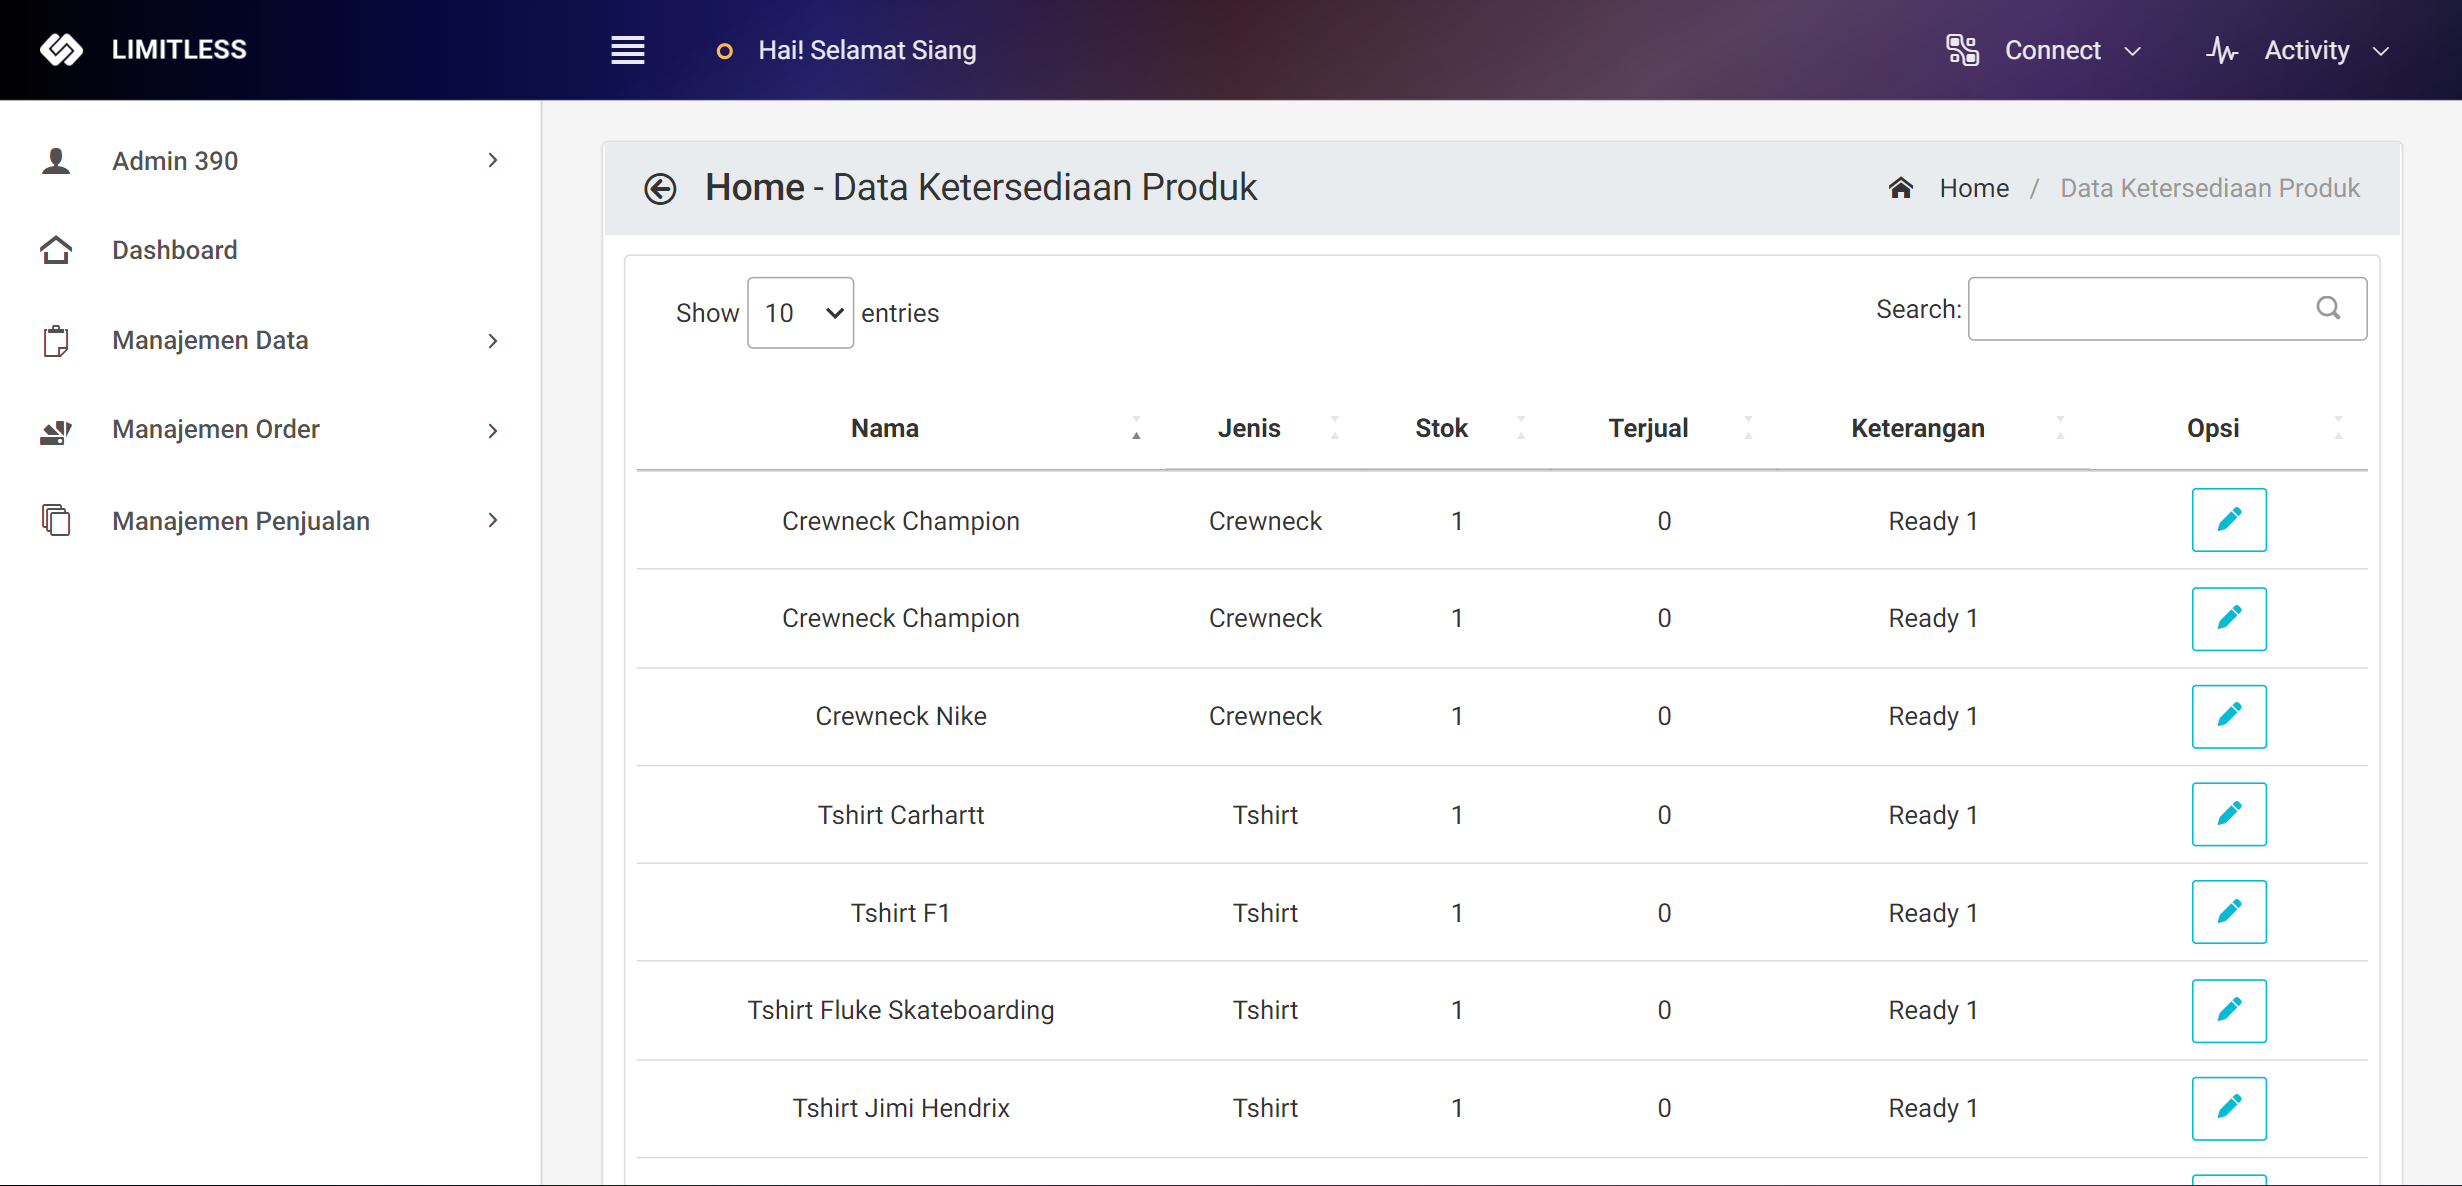 LIMITLESS
Hai! Selamat Siang
Connect
Activity
Admin 390
Dashboard
Manajemen Data
Manajemen Order
Manajemen Penjualan
Home - Data Ketersediaan Produk
Home / Data Ketersediaan Produk
Show 10 entries
Search:
Nama Jenis Stok Terjual Keterangan Opsi
Crewneck Champion Crewneck 1 0 Ready 1
Crewneck Champion Crewneck 1 0 Ready 1
Crewneck Nike Crewneck 1 0 Ready 1
Tshirt Carhartt Tshirt 1 0 Ready 1
Tshirt F1 Tshirt 1 0 Ready 1
Tshirt Fluke Skateboarding Tshirt 1 0 Ready 1
Tshirt Jimi Hendrix Tshirt 1 0 Ready 1